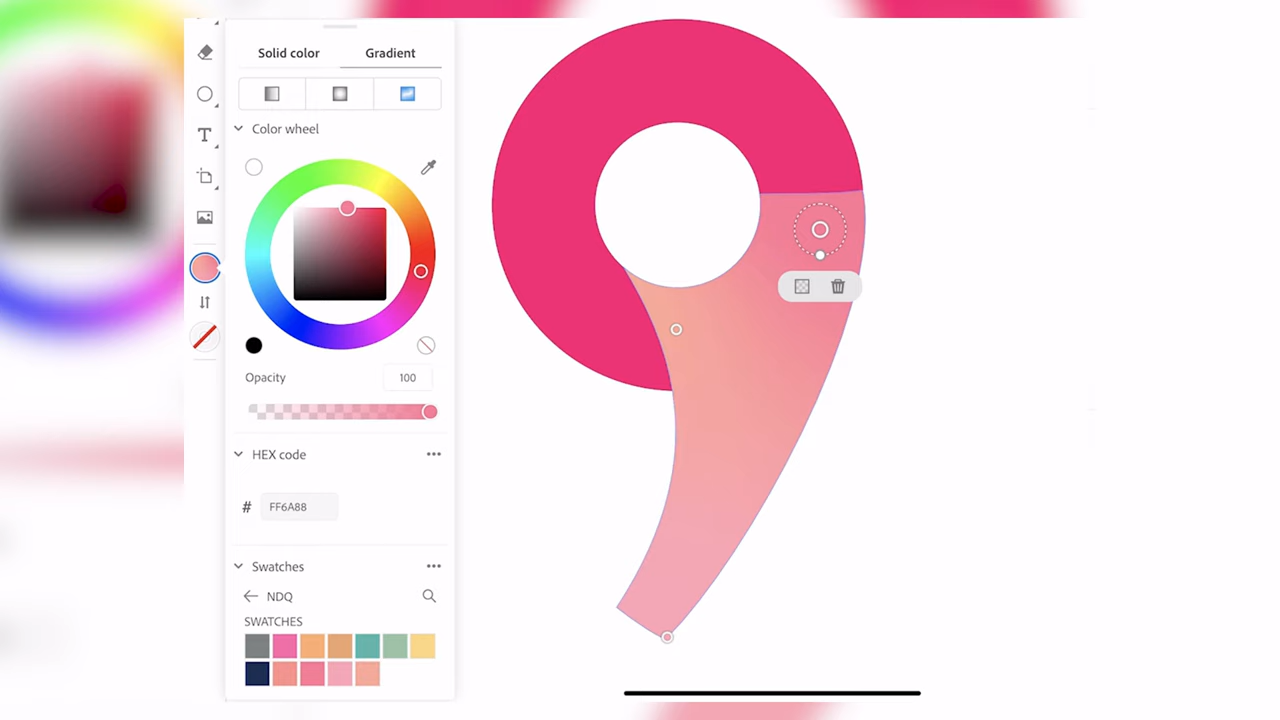 Solid color
Gradient
Color wheel
T
Opacity
100
HEX code
# FF6A88
Swatches
NDQ
SWATCHES